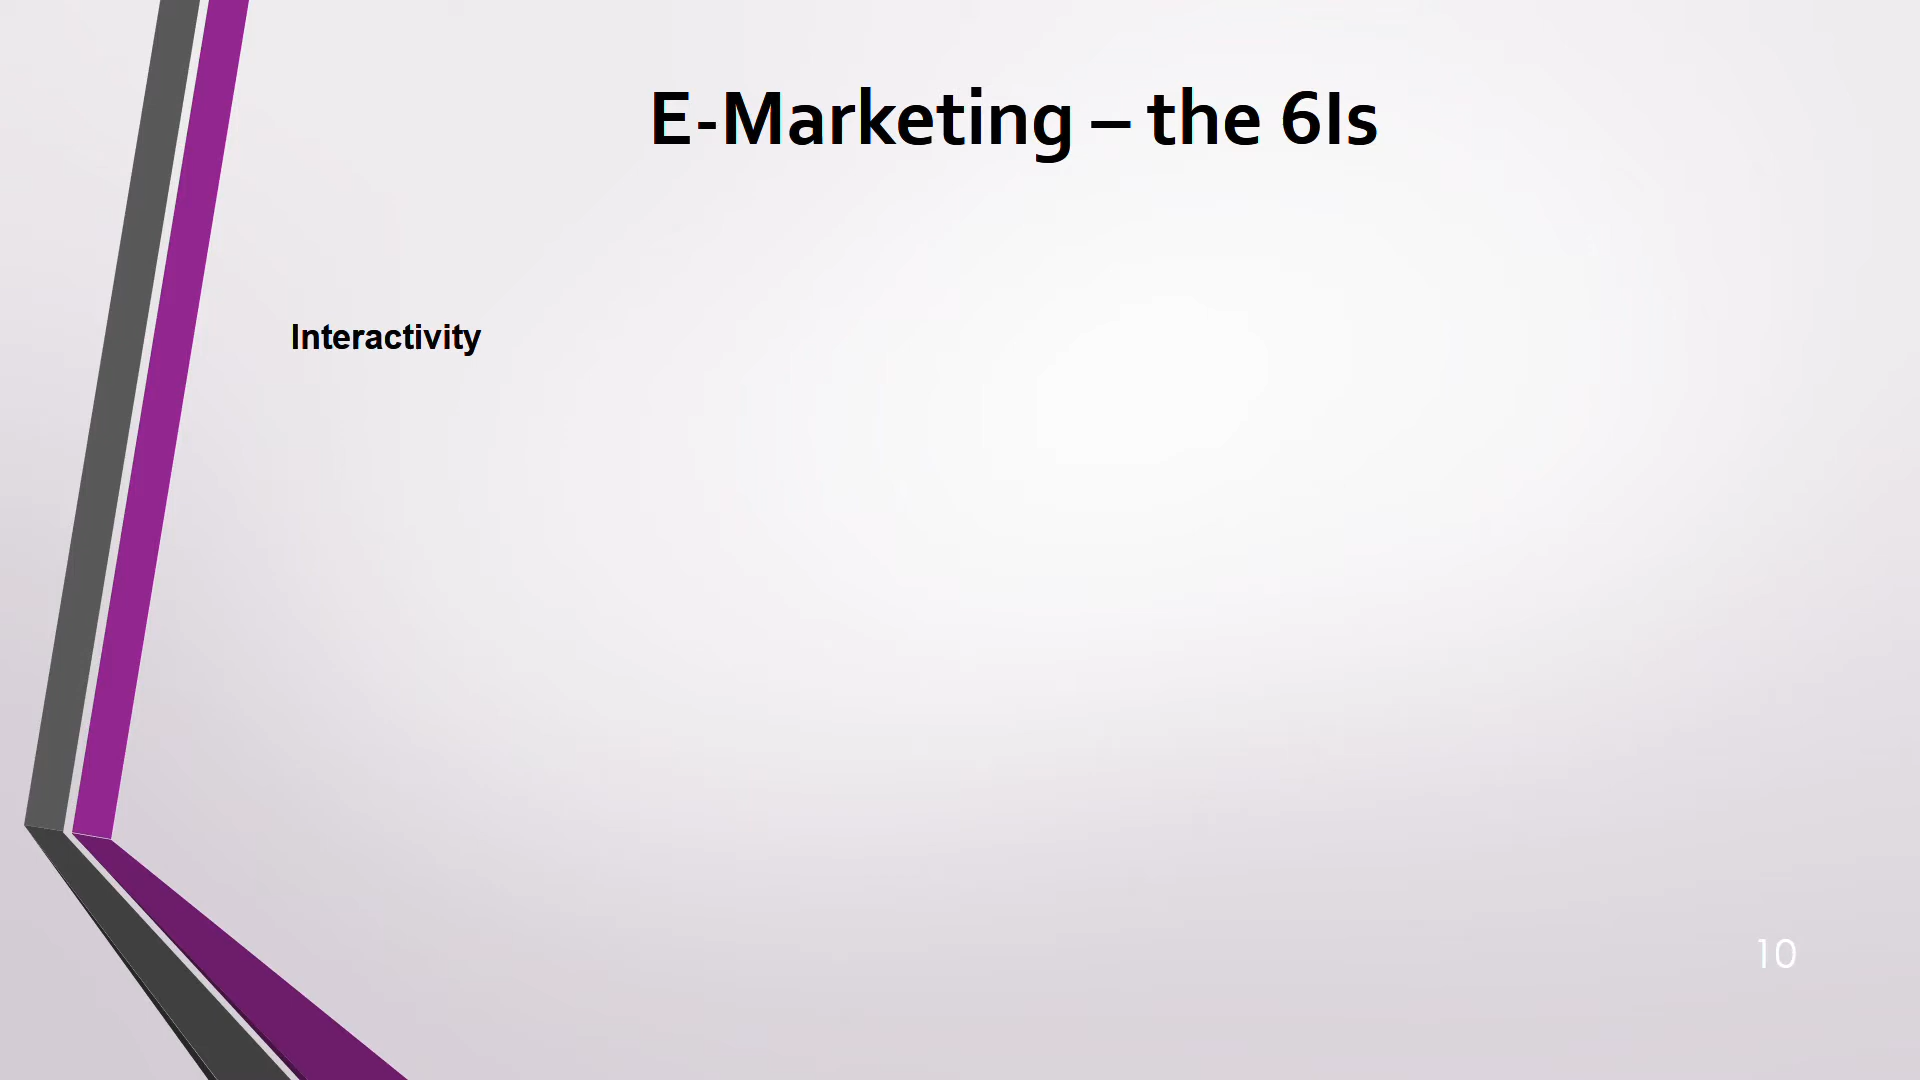 E-Marketing – the 6Is
Interactivity
10